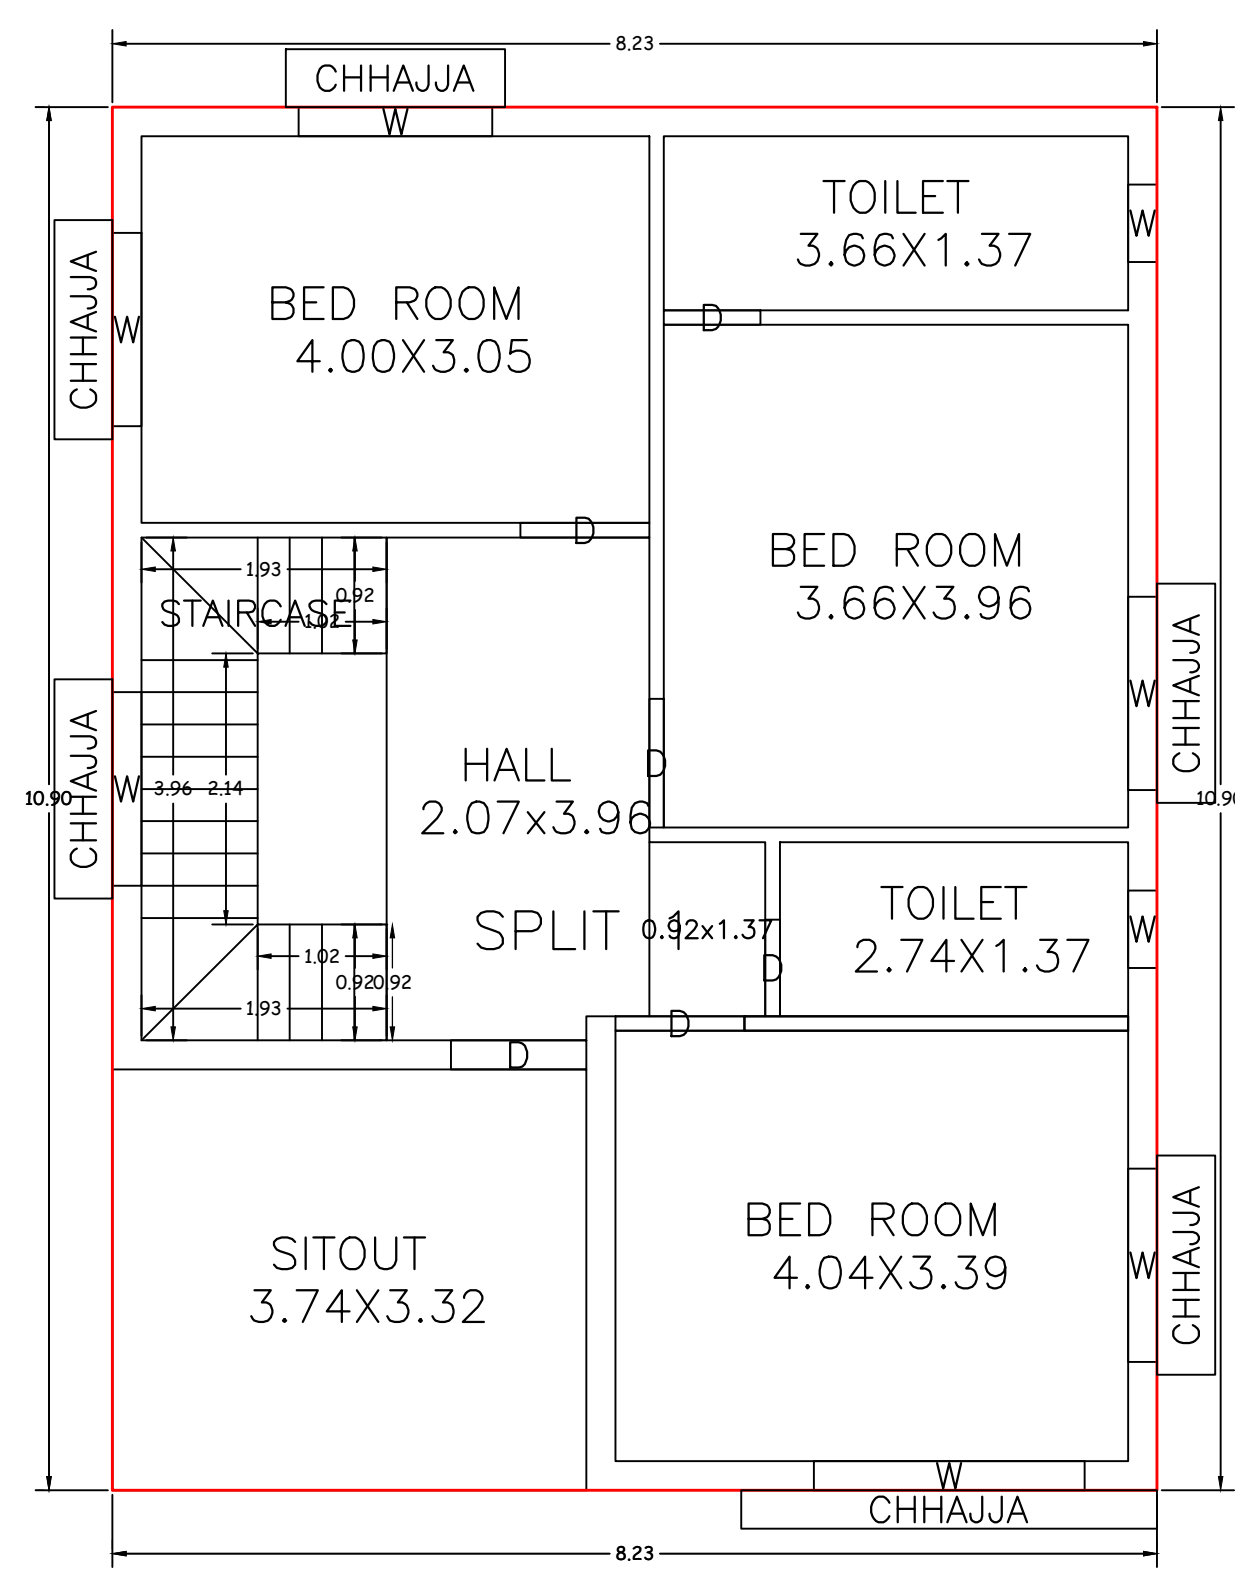 8.23
CHHAJJA
W
TOILET
3.66X1.37
W
CHHAJJA
W
BED ROOM
4.00X3.05
D
D
BED ROOM
3.66X3.96
1.93
0.92
STAIRCASE
1.02
CHHAJJA
W
CHHAJJA
W
3.96
2.14
10.90
HALL
2.07x3.96
D
CHHAJJA
W
10.90
SPLIT 1
0.92x1.37
TOILET
2.74X1.37
W
D
1.02
0.92
0.92
1.93
D
D
SITOUT
3.74X3.32
BED ROOM
4.04X3.39
W
CHHAJJA
W
CHHAJJA
8.23